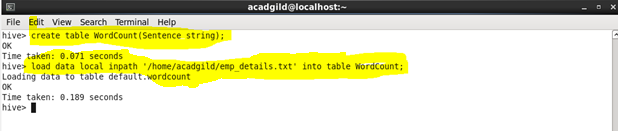 acadgild@localhost:~
File Edit View Search Terminal Help
hive> create table WordCount(Sentence string);
OK
Time taken: 0.071 seconds
hive> load data local inpath '/home/acadgild/emp_details.txt' into table WordCount;
Loading data to table default.wordcount
OK
Time taken: 0.189 seconds
hive>